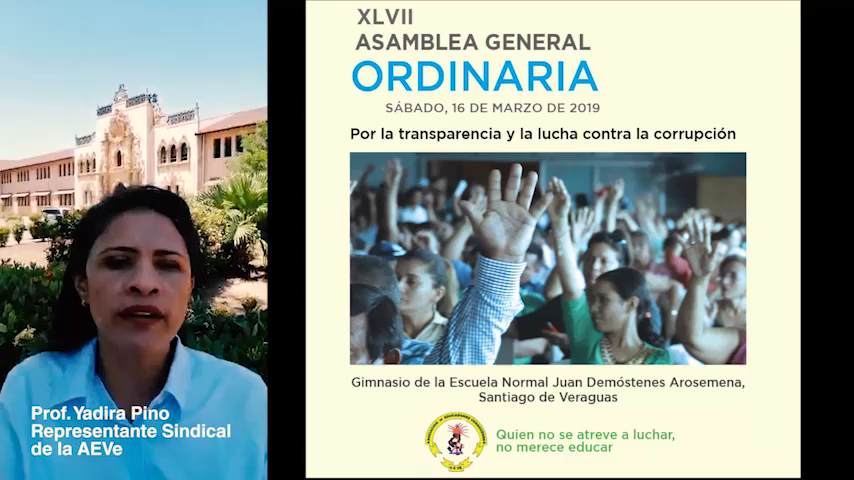 XLVII
ASAMBLEA GENERAL
ORDINARIA
SÁBADO, 16 DE MARZO DE 2019
Por la transparencia y la lucha contra la corrupción
Gimnasio de la Escuela Normal Juan Demóstenes Arosemena,
Santiago de Veraguas
Quien no se atreve a luchar,
no merece educar
Prof. Yadira Pino
Representante Sindical
de la AEVe